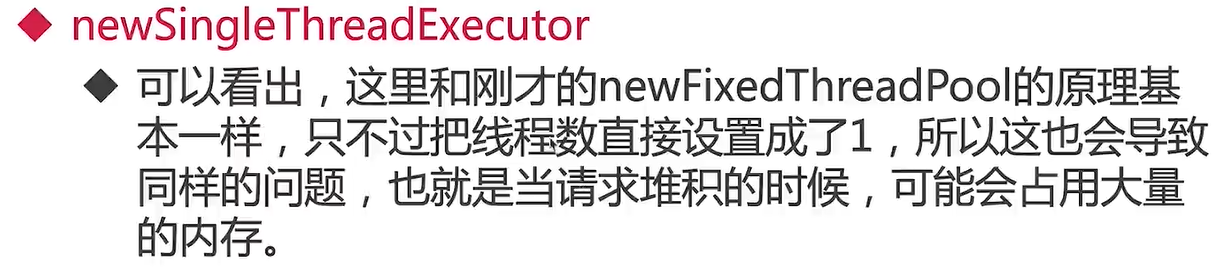 newSingleThreadExecutor
可以看出，这里和刚才的newFixedThreadPool的原理基
本一样，只不过把线程数直接设置成了1，所以这也会导致
同样的问题，也就是当请求堆积的时候，可能会占用大量
的内存。